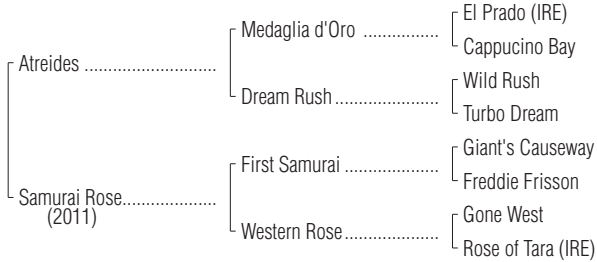 El Prado (IRE)
Medaglia d'Oro ................
Cappucino Bay
Atreides ............................
Wild Rush
Dream Rush ......................
Turbo Dream
Giant's Causeway
First Samurai ....................
Freddie Frisson
Samurai Rose....................
(2011)
Gone West
Western Rose....................
Rose of Tara (IRE)